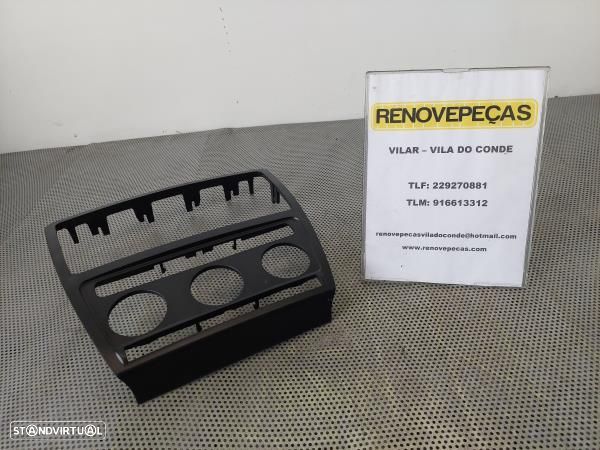 RENOVEPEÇAS
VILAR – VILA DO CONDE
TLF: 229270881
TLM: 916613312
renovepecasviladoconde@hotmail.com
www.renovepecas.com
STANDVIRTUAL